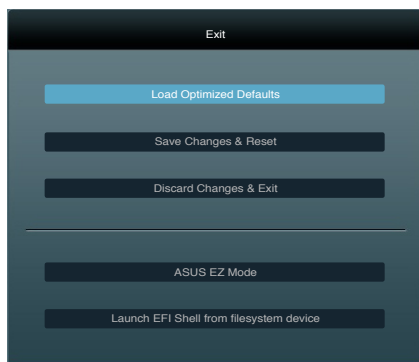 Exit
Load Optimized Defaults
Save Changes & Reset
Discard Changes & Exit
ASUS EZ Mode
Launch EFI Shell from filesystem device